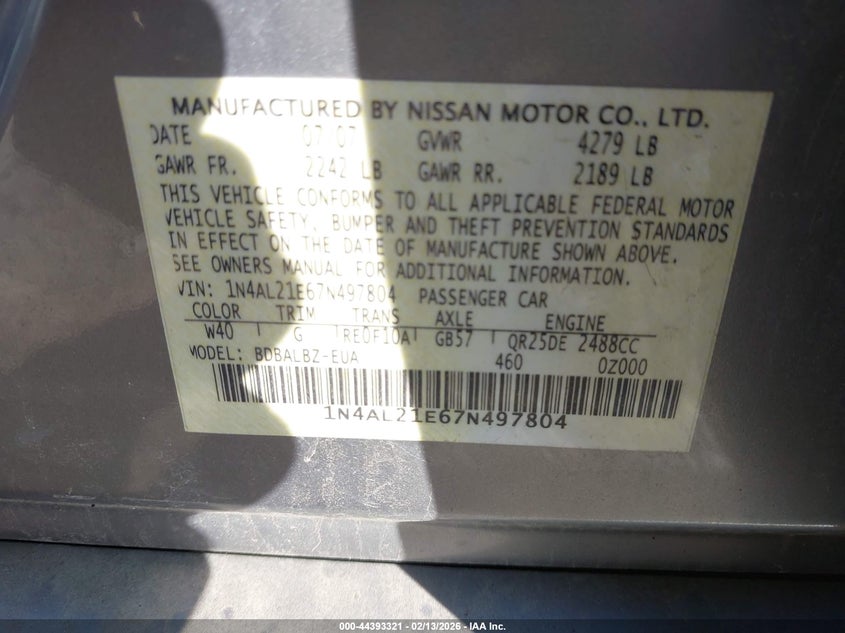 MANUFACTURED BY NISSAN MOTOR CO., LTD.
DATE 07 07 GVWR 4279 LB
GAWR FR. 2242 LB GAWR RR. 2189 LB
THIS VEHICLE CONFORMS TO ALL APPLICABLE FEDERAL MOTOR
VEHICLE SAFETY, BUMPER AND THEFT PREVENTION STANDARDS
IN EFFECT ON THE DATE OF MANUFACTURE SHOWN ABOVE.
SEE OWNERS MANUAL FOR ADDITIONAL INFORMATION.
VIN: 1N4AL21E67N497804 PASSENGER CAR
COLOR TRIM TRANS AXLE ENGINE
W40 G RE0F10A GB57 QR25DE 2488CC
MODEL: BDBALBZ-EUA 460 0Z000
1N4AL21E67N497804
000-44393321 | 02/13/2026 - IAA Inc.